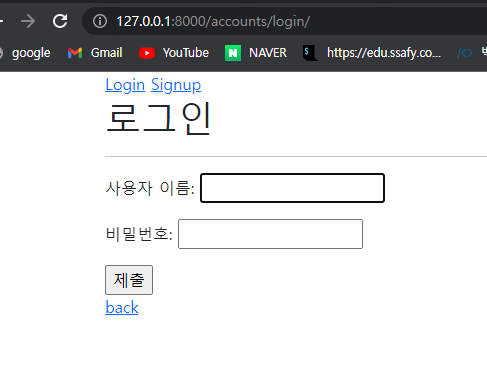 127.0.0.1:8000/accounts/login/
google Gmail YouTube NAVER https://edu.ssafy.co...
Login Signup
로그인
사용자 이름:
비밀번호:
제출
back